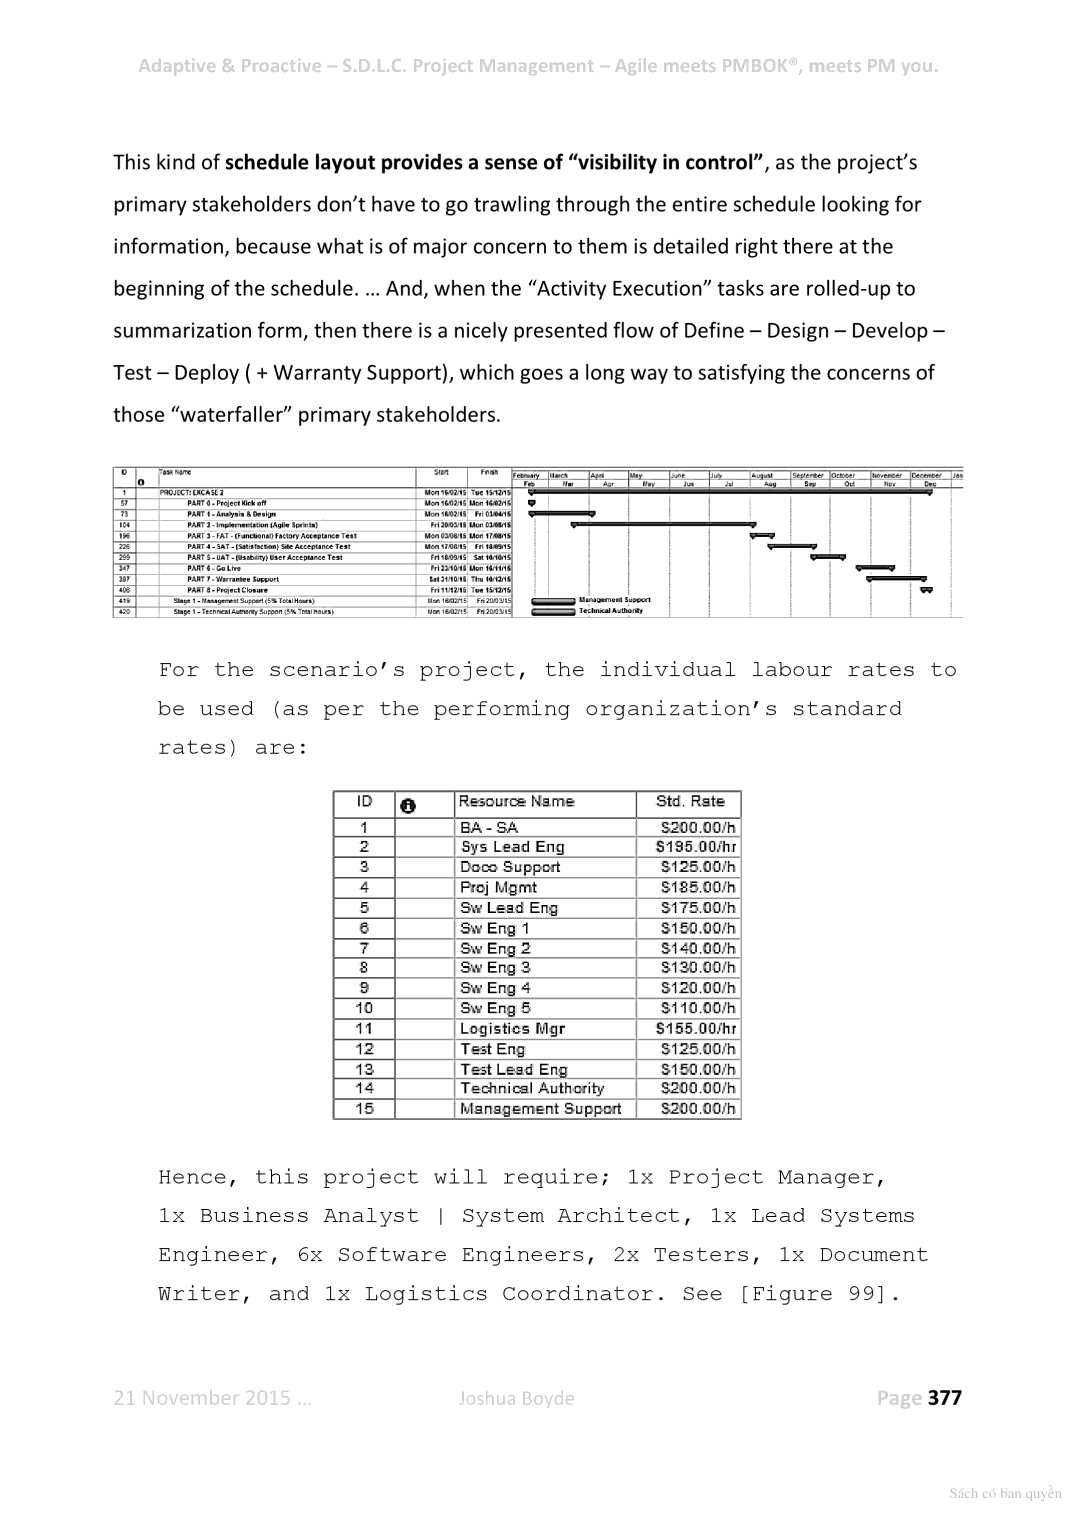 Adaptive & Proactive – S.D.L.C. Project Management – Agile meets PMBOK®, meets PM you.
This kind of schedule layout provides a sense of “visibility in control”, as the project’s
primary stakeholders don’t have to go trawling through the entire schedule looking for
information, because what is of major concern to them is detailed right there at the
beginning of the schedule. … And, when the “Activity Execution” tasks are rolled-up to
summarization form, then there is a nicely presented flow of Define – Design – Develop –
Test – Deploy ( + Warranty Support), which goes a long way to satisfying the concerns of
those “waterfaller” primary stakeholders.
ID Task Name Start Finish February March April May June July August September October November December Jan
Feb Mar Apr May Jun Jul Aug Sep Oct Nov Dec
1 PROJECT: EXCASE 2 Mon 16/02/15 Tue 15/12/15
57 PART 0 - Project Kick off Mon 16/02/15 Mon 16/02/15
73 PART 1 - Analysis & Design Mon 16/02/15 Fri 03/04/15
104 PART 2 - Implementation (Agile Sprints) Fri 20/03/15 Mon 03/08/15
196 PART 3 - FAT - (Functional) Factory Acceptance Test Mon 03/08/15 Mon 17/08/15
226 PART 4 - SAT - (Satisfaction) Site Acceptance Test Mon 17/08/15 Fri 18/09/15
299 PART 5 - UAT - (Usability) User Acceptance Test Fri 18/09/15 Sat 10/10/15
347 PART 6 - Go Live Fri 23/10/15 Mon 16/11/15
387 PART 7 - Warrantee Support Sat 31/10/15 Thu 10/12/15
406 PART 8 - Project Closure Fri 11/12/15 Tue 15/12/15
419 Stage 1 - Management Support (5% Total Hours) Mon 16/02/15 Fri 20/03/15 Management Support
420 Stage 1 - Technical Authority Support (5% Total Hours) Mon 16/02/15 Fri 20/03/15 Technical Authority
For the scenario’s project, the individual labour rates to
be used (as per the performing organization’s standard
rates) are:
ID Resource Name Std. Rate
1 BA - SA $200.00/h
2 Sys Lead Eng $195.00/hr
3 Doco Support $125.00/h
4 Proj Mgmt $185.00/h
5 Sw Lead Eng $175.00/h
6 Sw Eng 1 $150.00/h
7 Sw Eng 2 $140.00/h
8 Sw Eng 3 $130.00/h
9 Sw Eng 4 $120.00/h
10 Sw Eng 5 $110.00/h
11 Logistics Mgr $155.00/hr
12 Test Eng $125.00/h
13 Test Lead Eng $150.00/h
14 Technical Authority $200.00/h
15 Management Support $200.00/h
Hence, this project will require; 1x Project Manager,
1x Business Analyst | System Architect, 1x Lead Systems
Engineer, 6x Software Engineers, 2x Testers, 1x Document
Writer, and 1x Logistics Coordinator. See [Figure 99].
21 November 2015 … Joshua Boyde Page 377
Sách có bản quyền